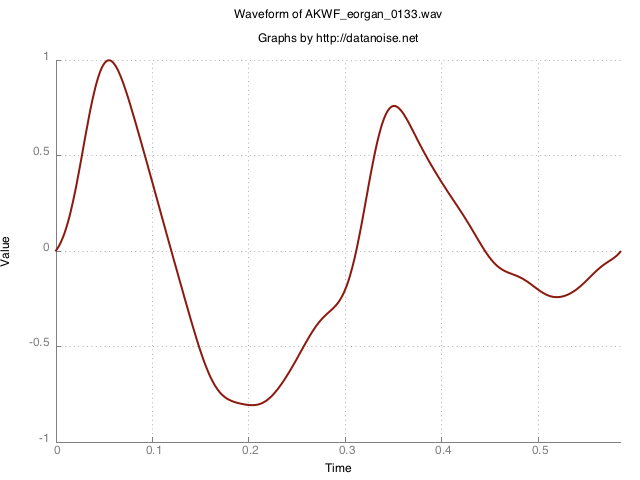 Waveform of AKWF_eorgan_0133.wav
Graphs by http://datanoise.net
1
0.5
0
-0.5
-1
Value
0 0.1 0.2 0.3 0.4 0.5
Time